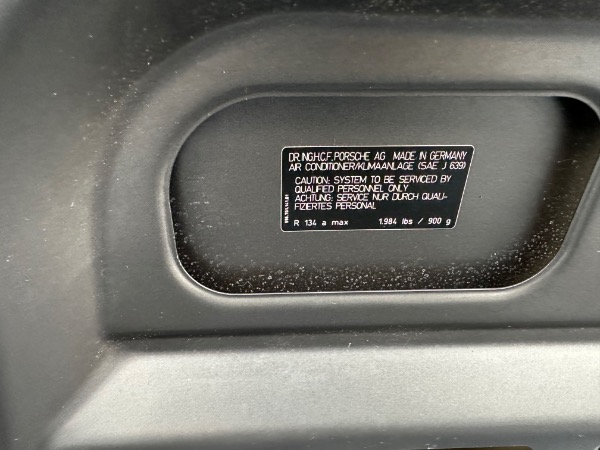 DR.ING.H.C.F. PORSCHE AG MADE IN GERMANY
AIR CONDITIONER/KLIMAANLAGE (SAE J 639)
CAUTION: SYSTEM TO BE SERVICED BY
QUALIFIED PERSONNEL ONLY
ACHTUNG: SERVICE NUR DURCH QUALI-
FIZIERTES PERSONAL
R 134 a max 1.984 lbs / 900 g